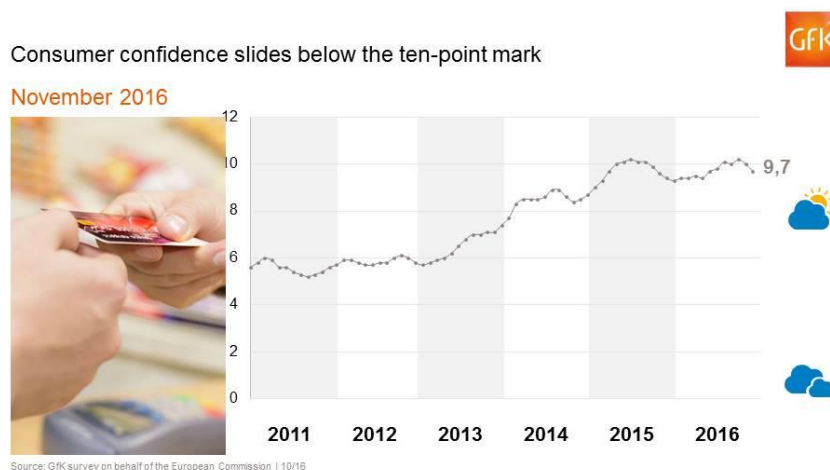 GfK
Consumer confidence slides below the ten-point mark
November 2016
12
10
9,7
8
6
4
2
0
2011 2012 2013 2014 2015 2016
Source: GfK survey on behalf of the European Commission | 10/16